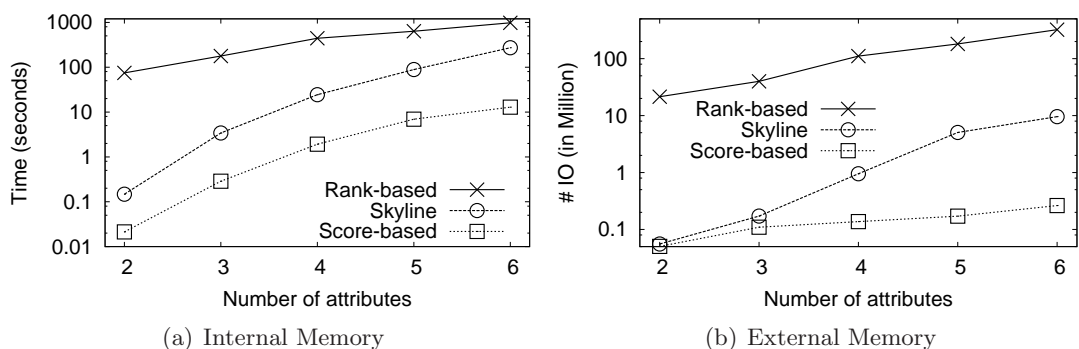 1000
100
10
1
0.1
0.01
Time (seconds)
Rank-based
Skyline
Score-based
2 3 4 5 6
Number of attributes
(a) Internal Memory
100
10
1
0.1
# IO (in Million)
Rank-based
Skyline
Score-based
2 3 4 5 6
Number of attributes
(b) External Memory